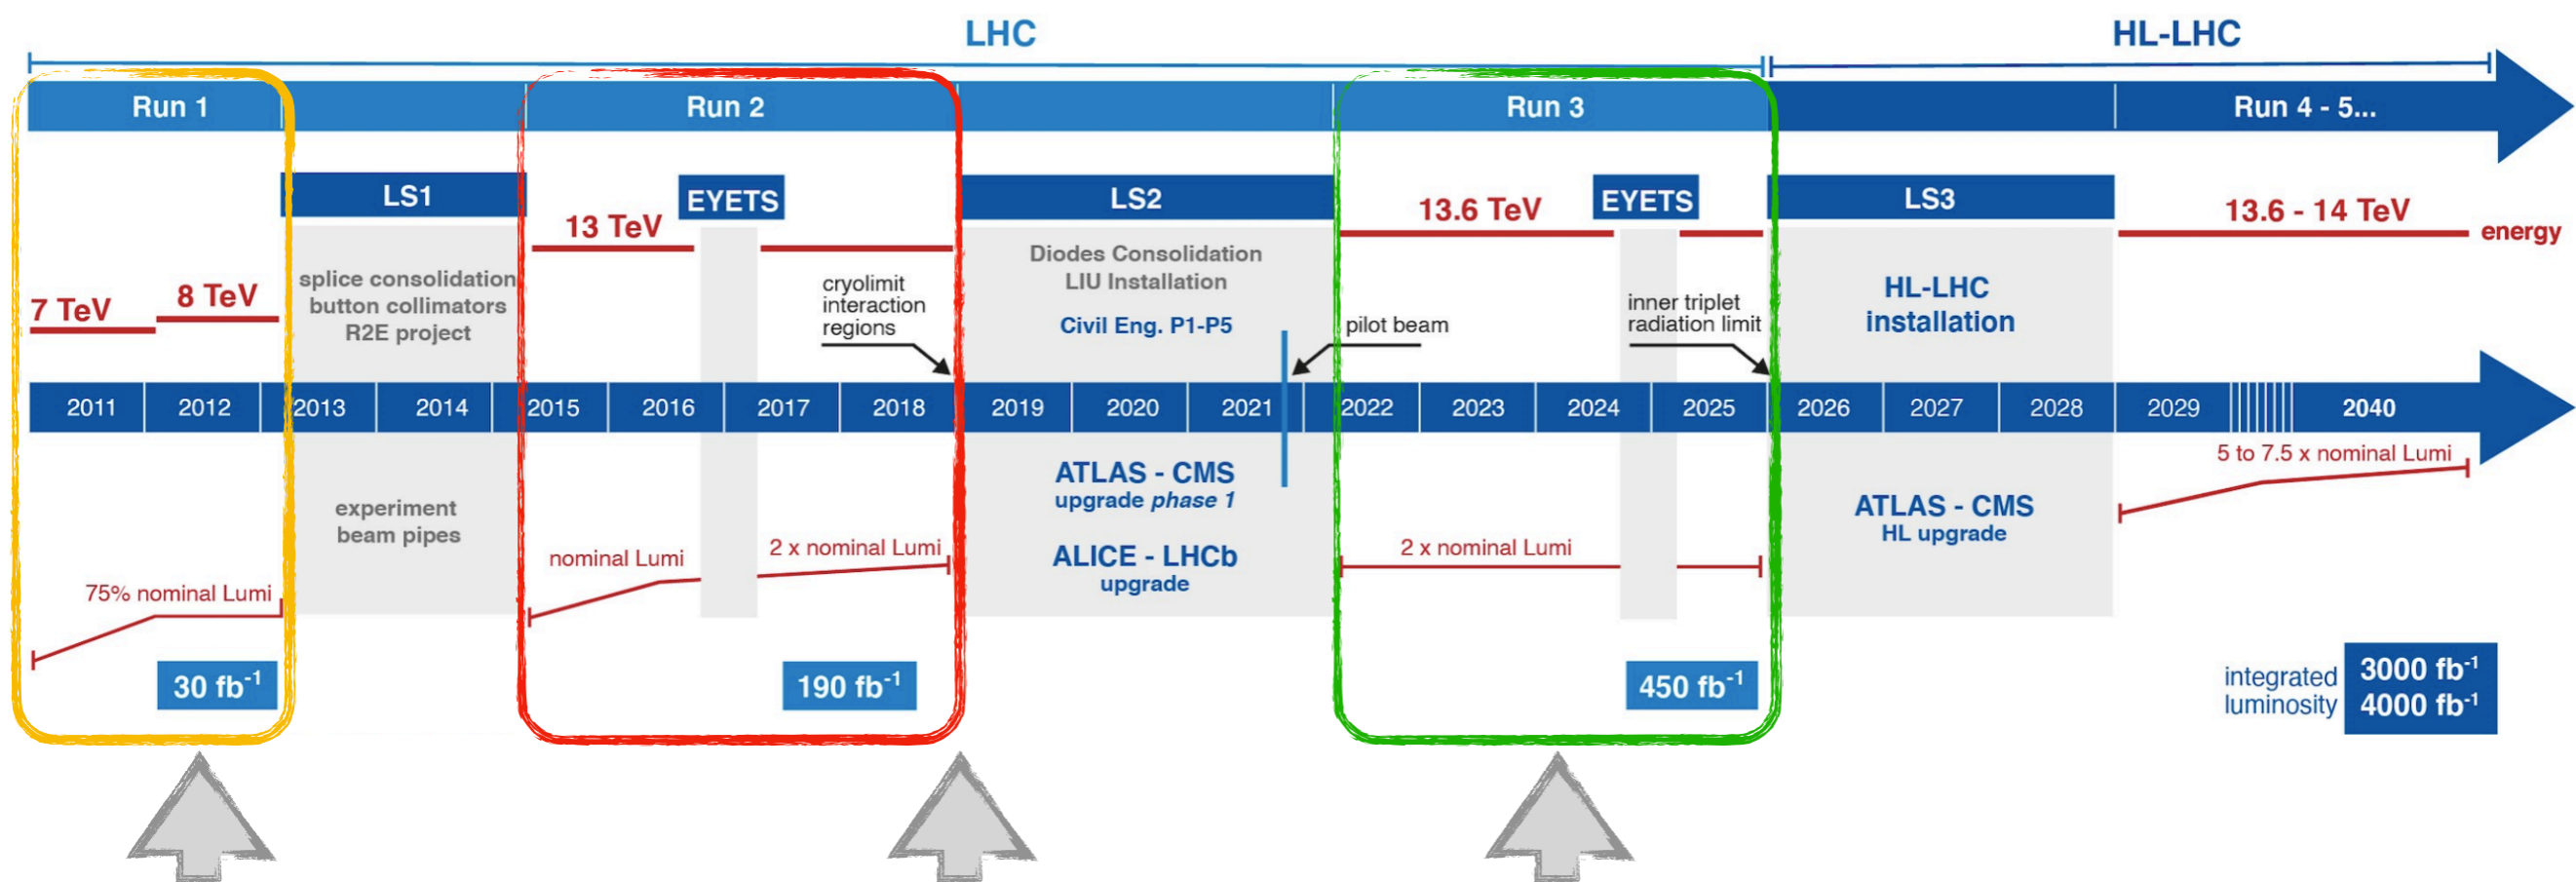 LHC
HL-LHC
Run 1
Run 2
Run 3
Run 4 - 5...
LS1
EYETS
LS2
EYETS
LS3
7 TeV
8 TeV
13 TeV
13.6 TeV
13.6 - 14 TeV
energy
splice consolidation
button collimators
R2E project
cryolimit
interaction
regions
Diodes Consolidation
LIU Installation
Civil Eng. P1-P5
pilot beam
inner triplet
radiation limit
HL-LHC
installation
2011
2012
2013
2014
2015
2016
2017
2018
2019
2020
2021
2022
2023
2024
2025
2026
2027
2028
2029
2040
75% nominal Lumi
experiment
beam pipes
nominal Lumi
2 x nominal Lumi
ATLAS - CMS
upgrade phase 1
ALICE - LHCb
upgrade
2 x nominal Lumi
ATLAS - CMS
HL upgrade
5 to 7.5 x nominal Lumi
30 fb⁻¹
190 fb⁻¹
450 fb⁻¹
integrated
luminosity
3000 fb⁻¹
4000 fb⁻¹